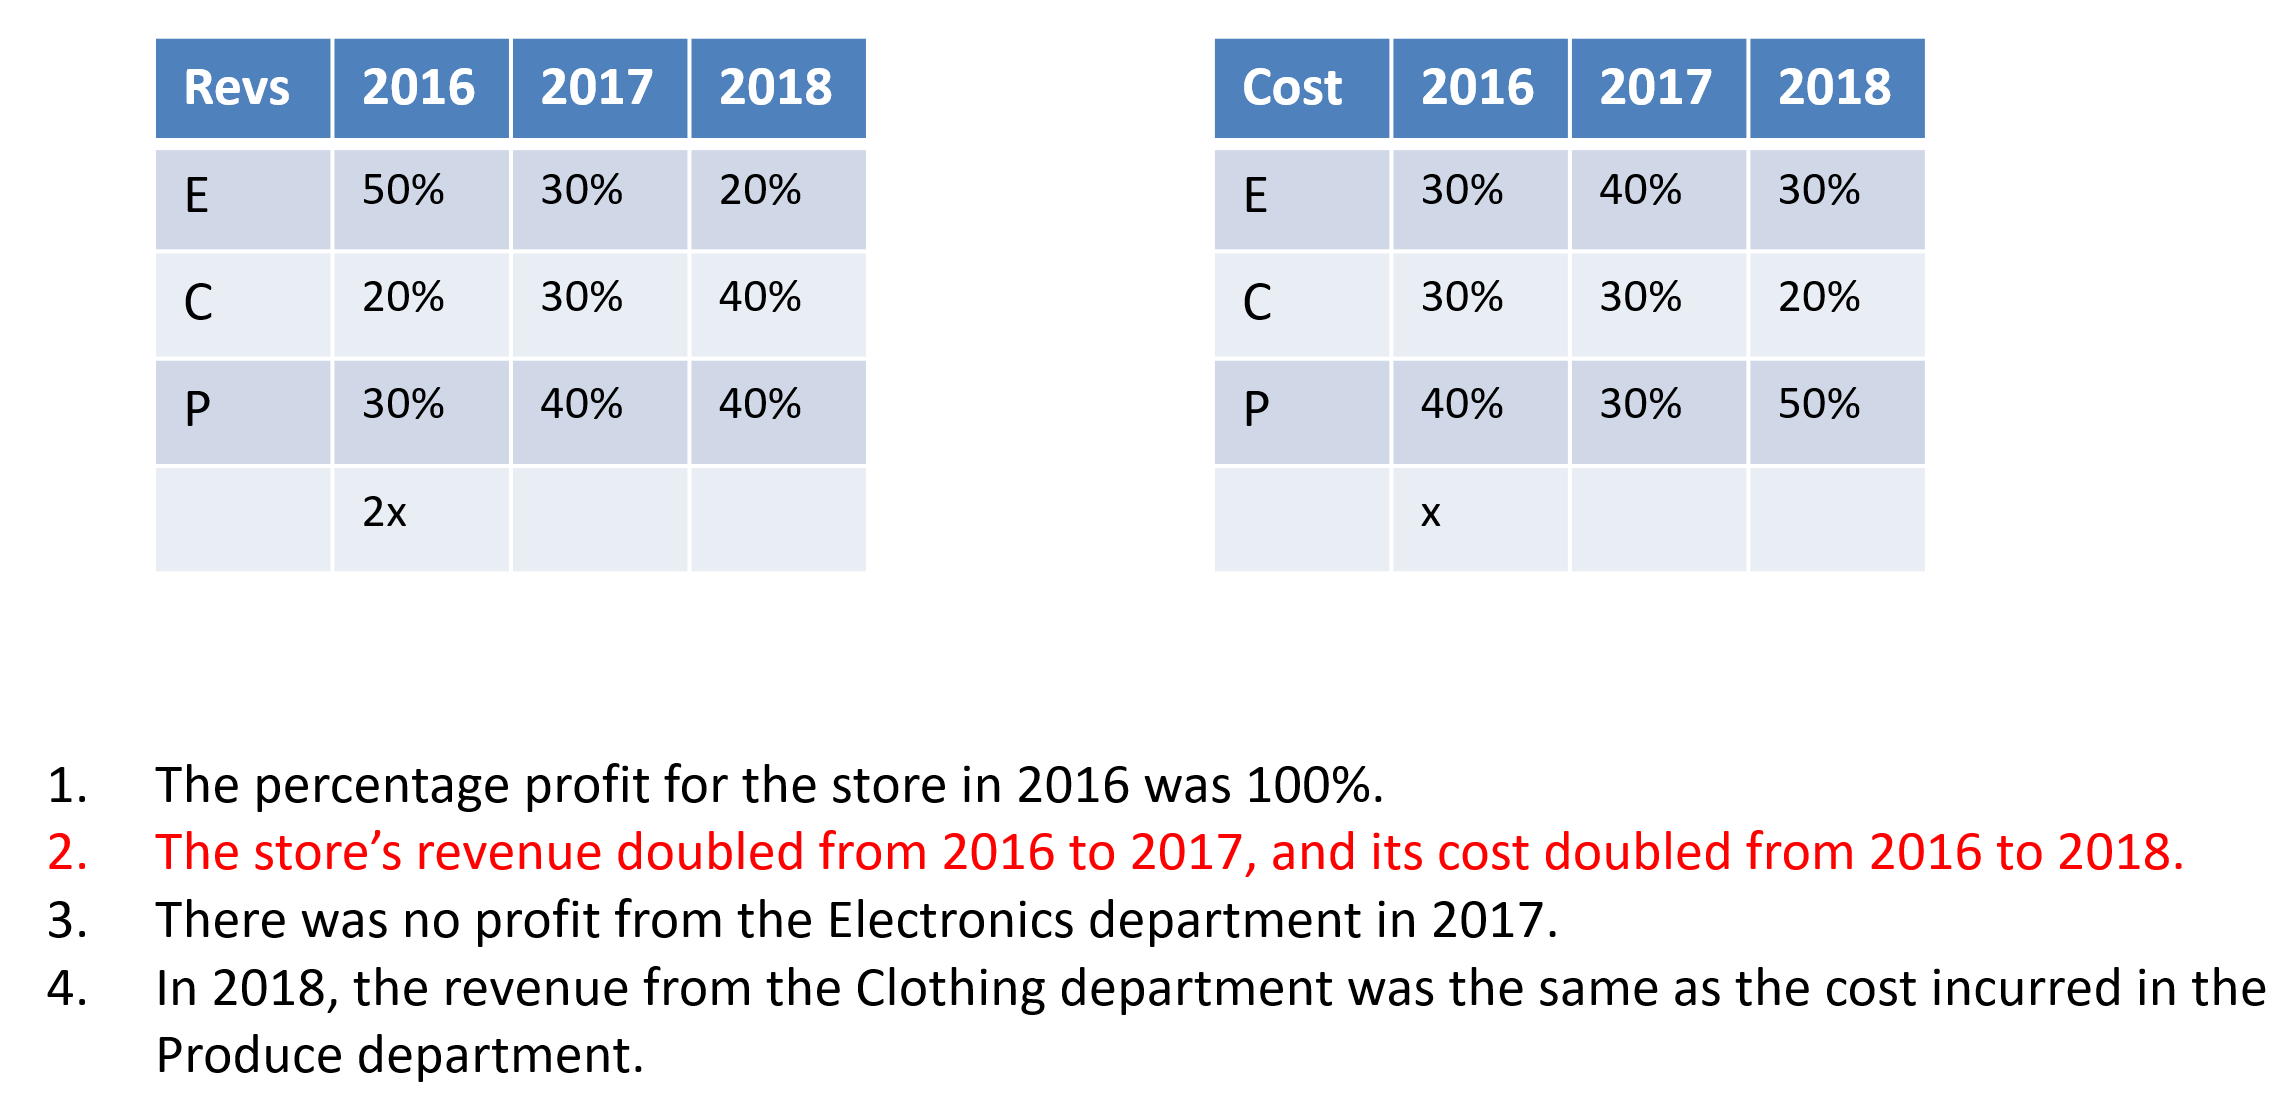 Revs 2016 2017 2018
E 50% 30% 20%
C 20% 30% 40%
P 30% 40% 40%
2x
Cost 2016 2017 2018
E 30% 40% 30%
C 30% 30% 20%
P 40% 30% 50%
x
1. The percentage profit for the store in 2016 was 100%.
2. The store’s revenue doubled from 2016 to 2017, and its cost doubled from 2016 to 2018.
3. There was no profit from the Electronics department in 2017.
4. In 2018, the revenue from the Clothing department was the same as the cost incurred in the
Produce department.